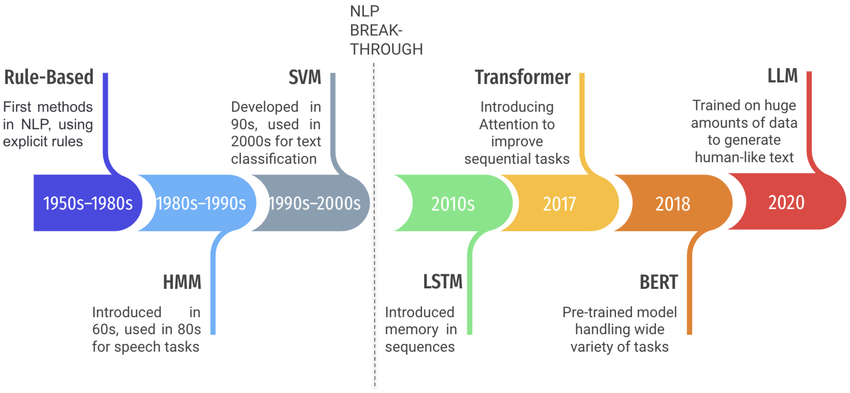 NLP
BREAK-
THROUGH
Rule-Based
First methods
in NLP, using
explicit rules
SVM
Developed in
90s, used in
2000s for text
classification
Transformer
Introducing
Attention to
improve
sequential tasks
LLM
Trained on huge
amounts of data
to generate
human-like text
1950s–1980s
1980s–1990s
1990s–2000s
2010s
2017
2018
2020
HMM
Introduced in
60s, used in 80s
for speech tasks
LSTM
Introduced
memory in
sequences
BERT
Pre-trained model
handling wide
variety of tasks